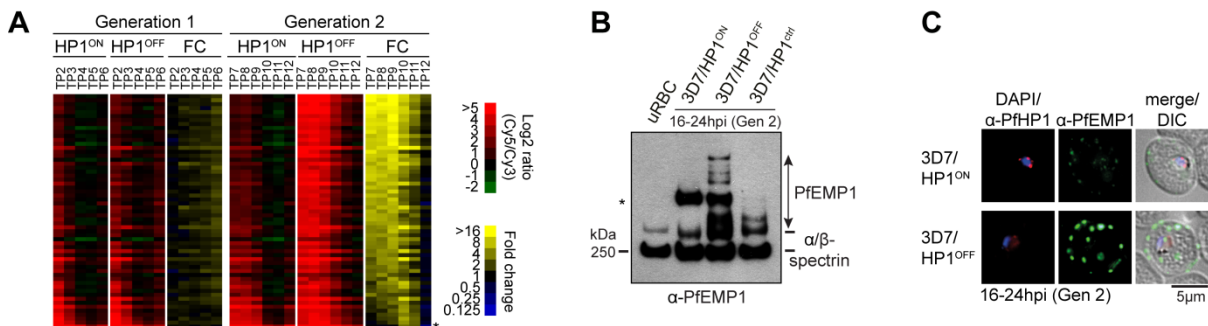 A
Generation 1
Generation 2
HP1ON
HP1OFF
FC
HP1ON
HP1OFF
FC
TP2 TP3 TP4 TP5 TP6
TP2 TP3 TP4 TP5 TP6
TP2 TP3 TP4 TP5 TP6
TP7 TP8 TP9 TP10 TP11 TP12
TP7 TP8 TP9 TP10 TP11 TP12
TP7 TP8 TP9 TP10 TP11 TP12
*
>5
4
3
2
1
0
-1
-2
Log2 ratio
(Cy5/Cy3)
>16
8
4
2
1
0.5
0.25
0.125
Fold change
B
uRBC
3D7/HP1ON
3D7/HP1OFF
3D7/HP1ctrl
16-24hpi (Gen 2)
*
kDa
250
PfEMP1
α/β-
spectrin
α-PfEMP1
C
DAPI/
α-PfHP1
α-PfEMP1
merge/
DIC
3D7/
HP1ON
3D7/
HP1OFF
16-24hpi (Gen 2)
5µm